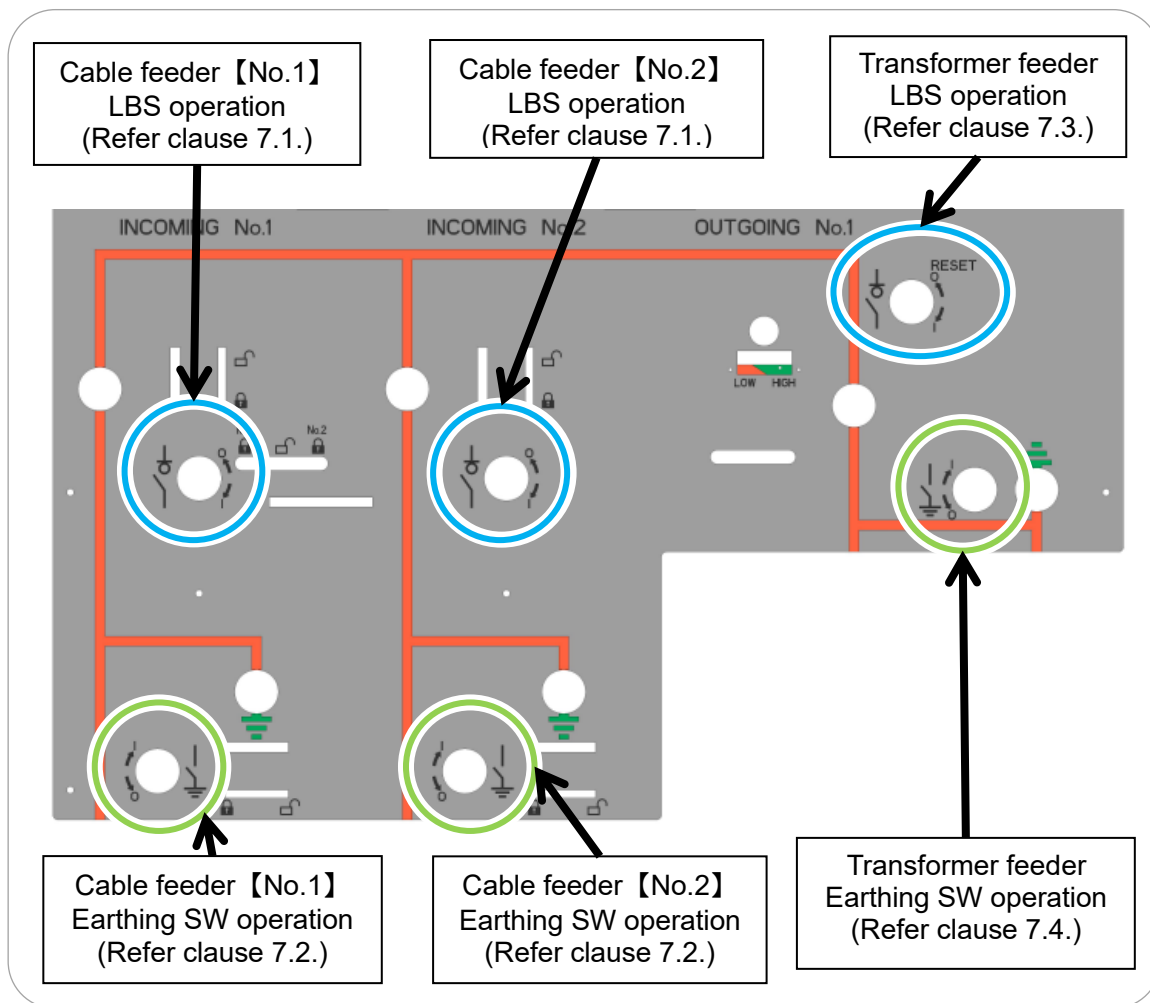 Cable feeder【No.1】
LBS operation
(Refer clause 7.1.)
Cable feeder【No.2】
LBS operation
(Refer clause 7.1.)
Transformer feeder
LBS operation
(Refer clause 7.3.)
INCOMING No.1
INCOMING No.2
OUTGOING No.1
RESET
O
I
LOW HIGH
No.2
O
I
O
I
I
O
I
O
I
O
Cable feeder【No.1】
Earthing SW operation
(Refer clause 7.2.)
Cable feeder【No.2】
Earthing SW operation
(Refer clause 7.2.)
Transformer feeder
Earthing SW operation
(Refer clause 7.4.)